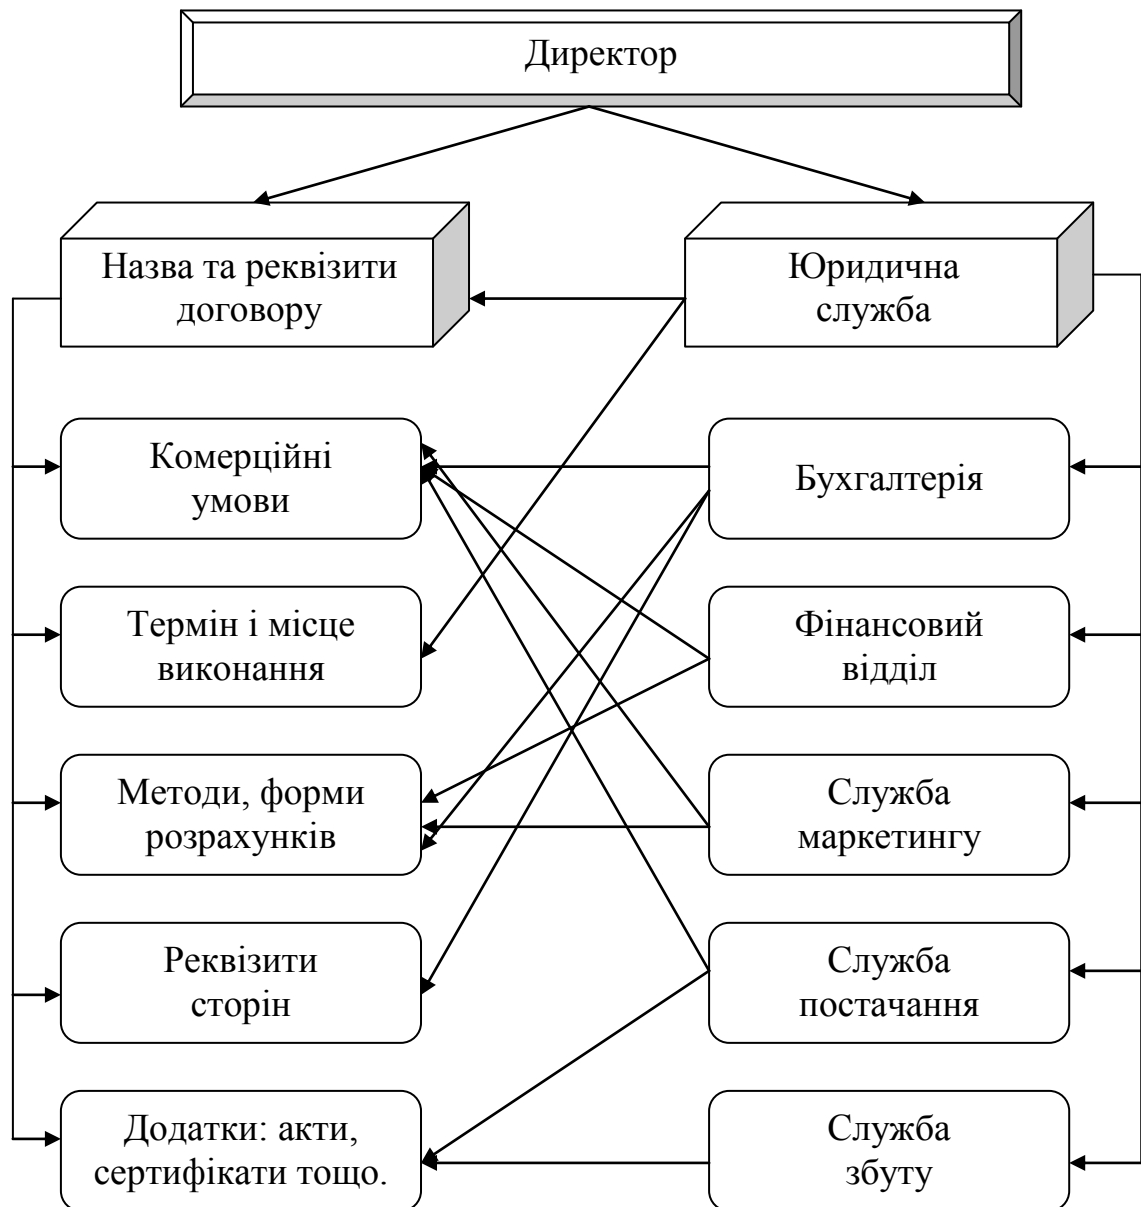 Директор
Назва та реквізити
договору
Юридична
служба
Комерційні
умови
Бухгалтерія
Термін і місце
виконання
Фінансовий
відділ
Методи, форми
розрахунків
Служба
маркетингу
Реквізити
сторін
Служба
постачання
Додатки: акти,
сертифікати тощо.
Служба
збуту